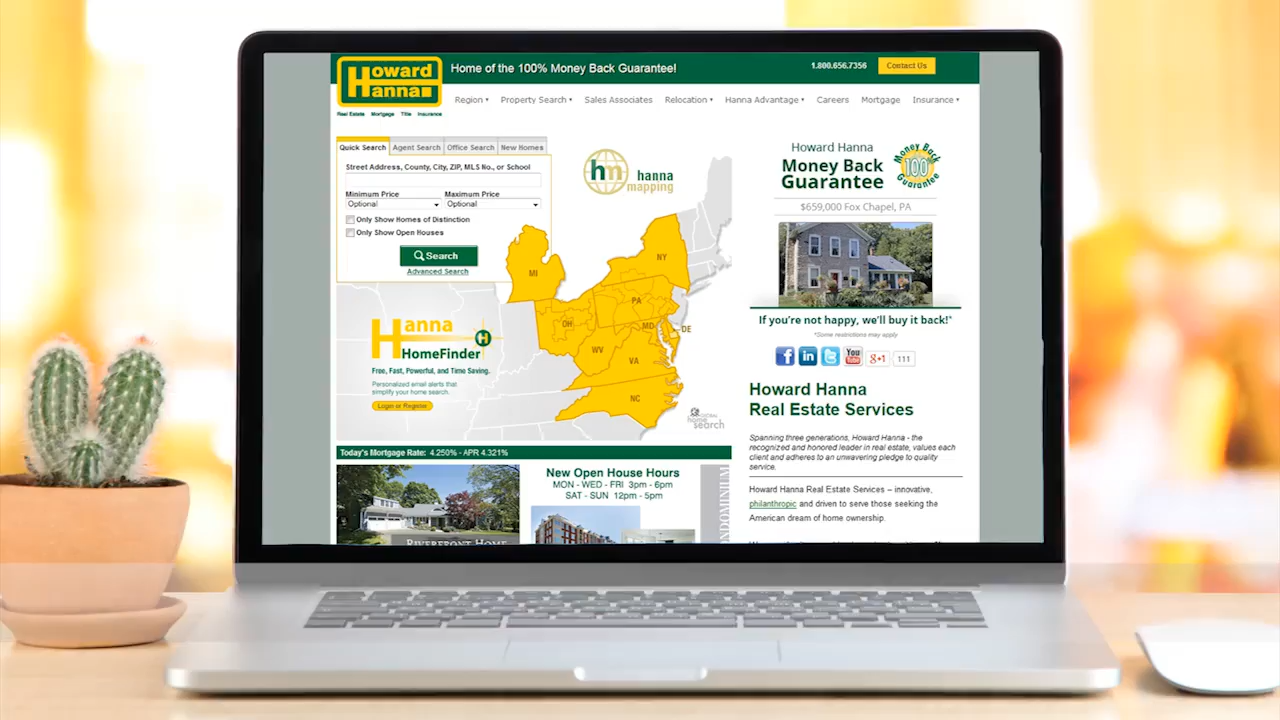 Howard
Hanna
Real Estate Mortgage Title Insurance
Home of the 100% Money Back Guarantee!
1.800.656.7356
Contact Us
Region Property Search Sales Associates Relocation Hanna Advantage Careers Mortgage Insurance
Quick Search Agent Search Office Search New Homes
Street Address, County, City, ZIP, MLS No., or School
Minimum Price Maximum Price
Optional Optional
Only Show Homes of Distinction
Only Show Open Houses
Search
Advanced Search
hm hanna
mapping
MI
NY
PA
OH
MD
DE
WV
VA
NC
Hanna
H
HomeFinder
Free, Fast, Powerful, and Time Saving.
Personalized email alerts that
simplify your home search.
Login or Register
home
search
Howard Hanna
Money Back
Guarantee
Money Back
100
Guarantee
$659,000 Fox Chapel, PA
If you're not happy, we'll buy it back!*
*Some restrictions may apply
f in t You Tube g+1 111
Howard Hanna
Real Estate Services
Spanning three generations, Howard Hanna - the
recognized and honored leader in real estate, values each
client and adheres to an unwavering pledge to quality
service.
Howard Hanna Real Estate Services – innovative,
philanthropic and driven to serve those seeking the
American dream of home ownership.
Today's Mortgage Rate: 4.250% - APR 4.321%
New Open House Hours
MON - WED - FRI 3pm - 6pm
SAT - SUN 12pm - 5pm
Riverfront Home